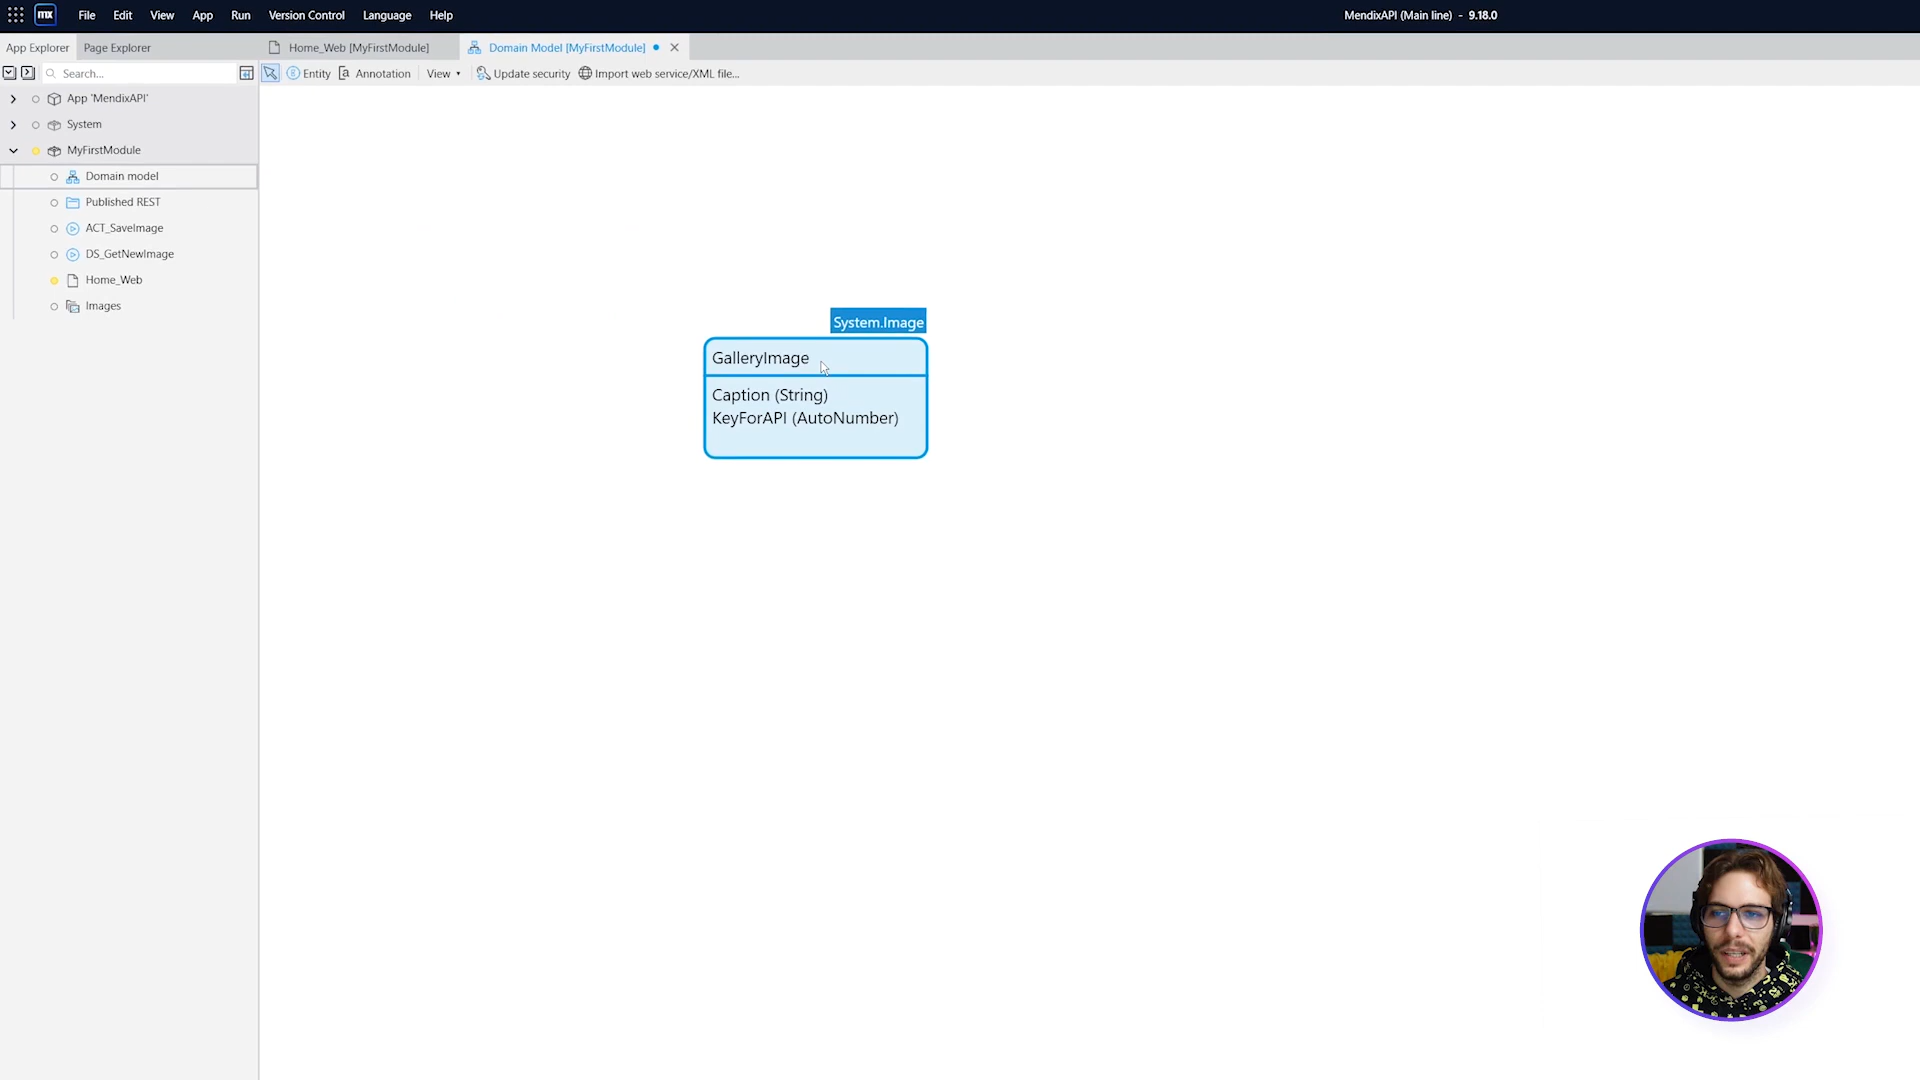 mx File Edit View App Run Version Control Language Help MendixAPI (Main line) - 9.18.0
App Explorer Page Explorer Home_Web [MyFirstModule] Domain Model [MyFirstModule]
Search... Entity Annotation View Update security Import web service/XML file...
App 'MendixAPI'
System
MyFirstModule
Domain model
Published REST
ACT_SaveImage
DS_GetNewImage
Home_Web
Images
System.Image
GalleryImage
Caption (String)
KeyForAPI (AutoNumber)